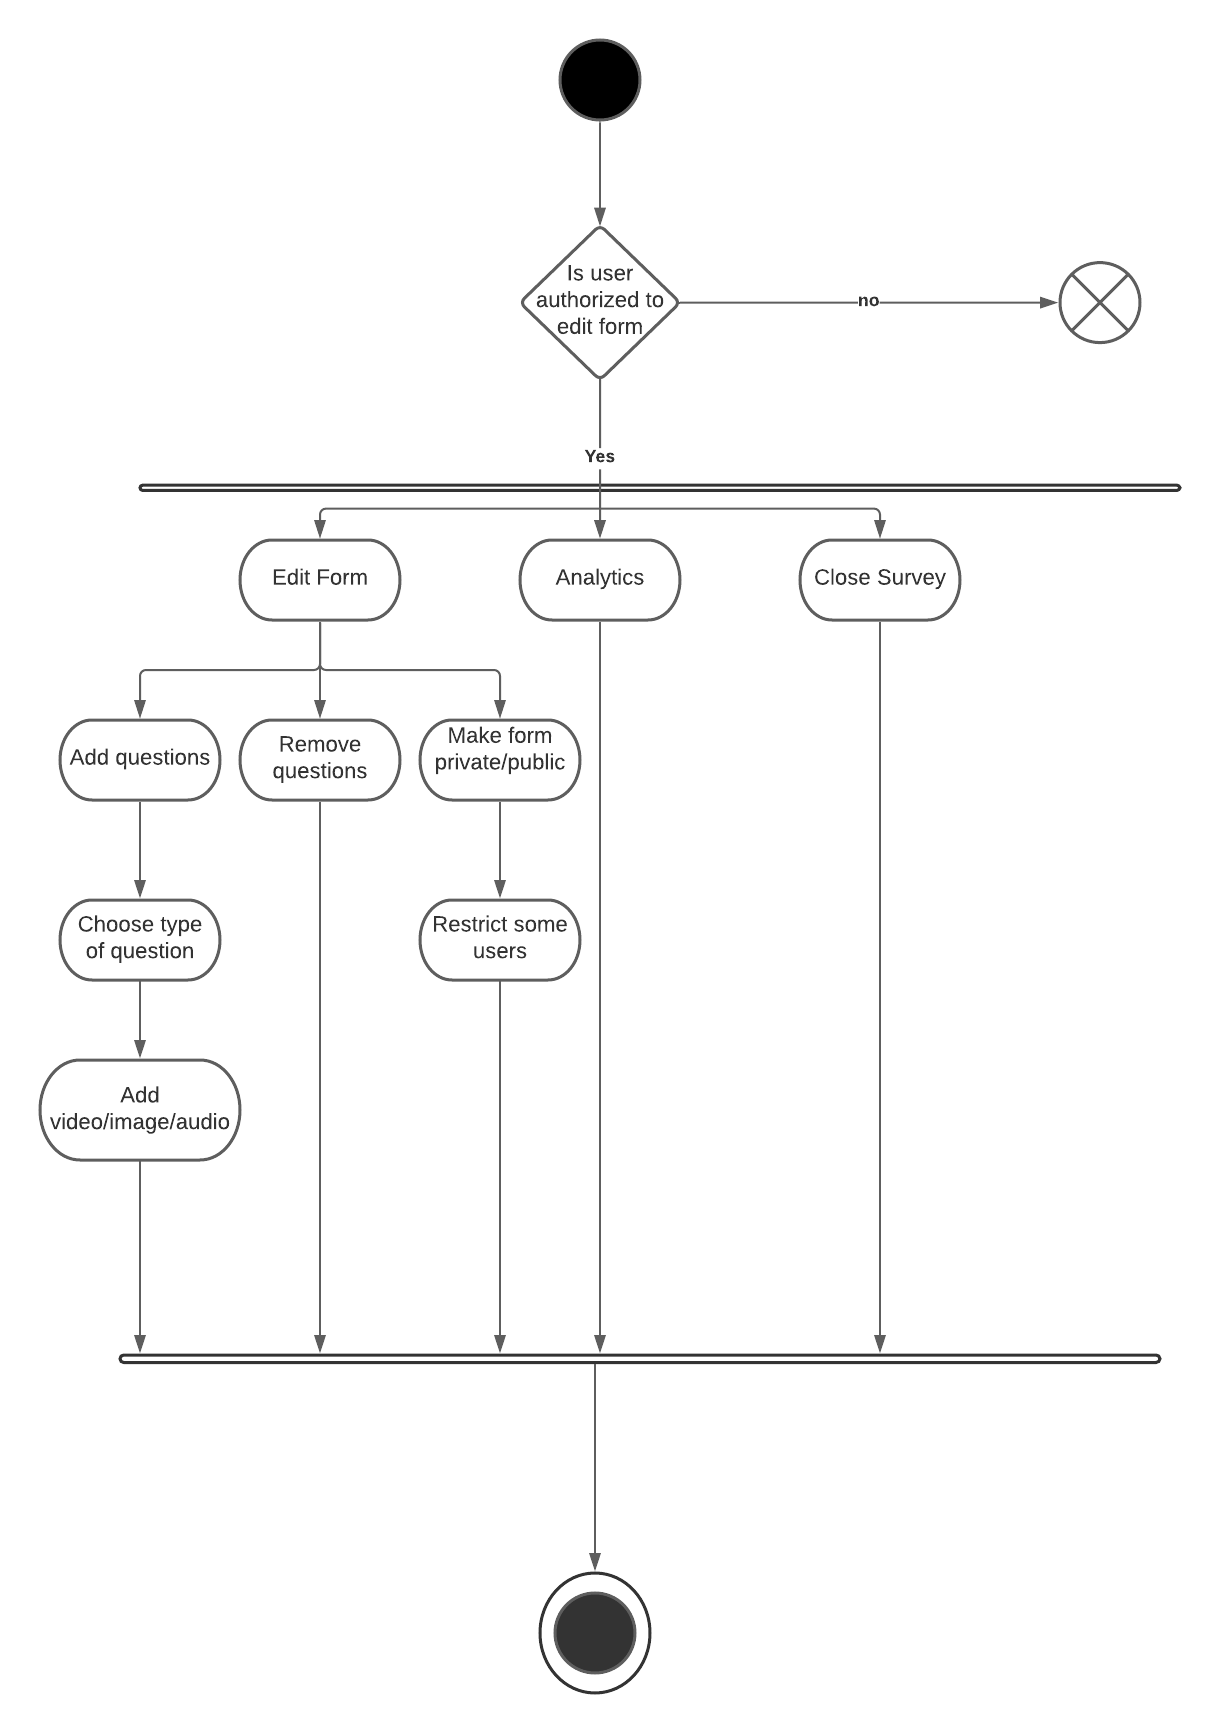 Is user
authorized to
edit form
no
Yes
Edit Form
Analytics
Close Survey
Add questions
Remove
questions
Make form
private/public
Choose type
of question
Restrict some
users
Add
video/image/audio